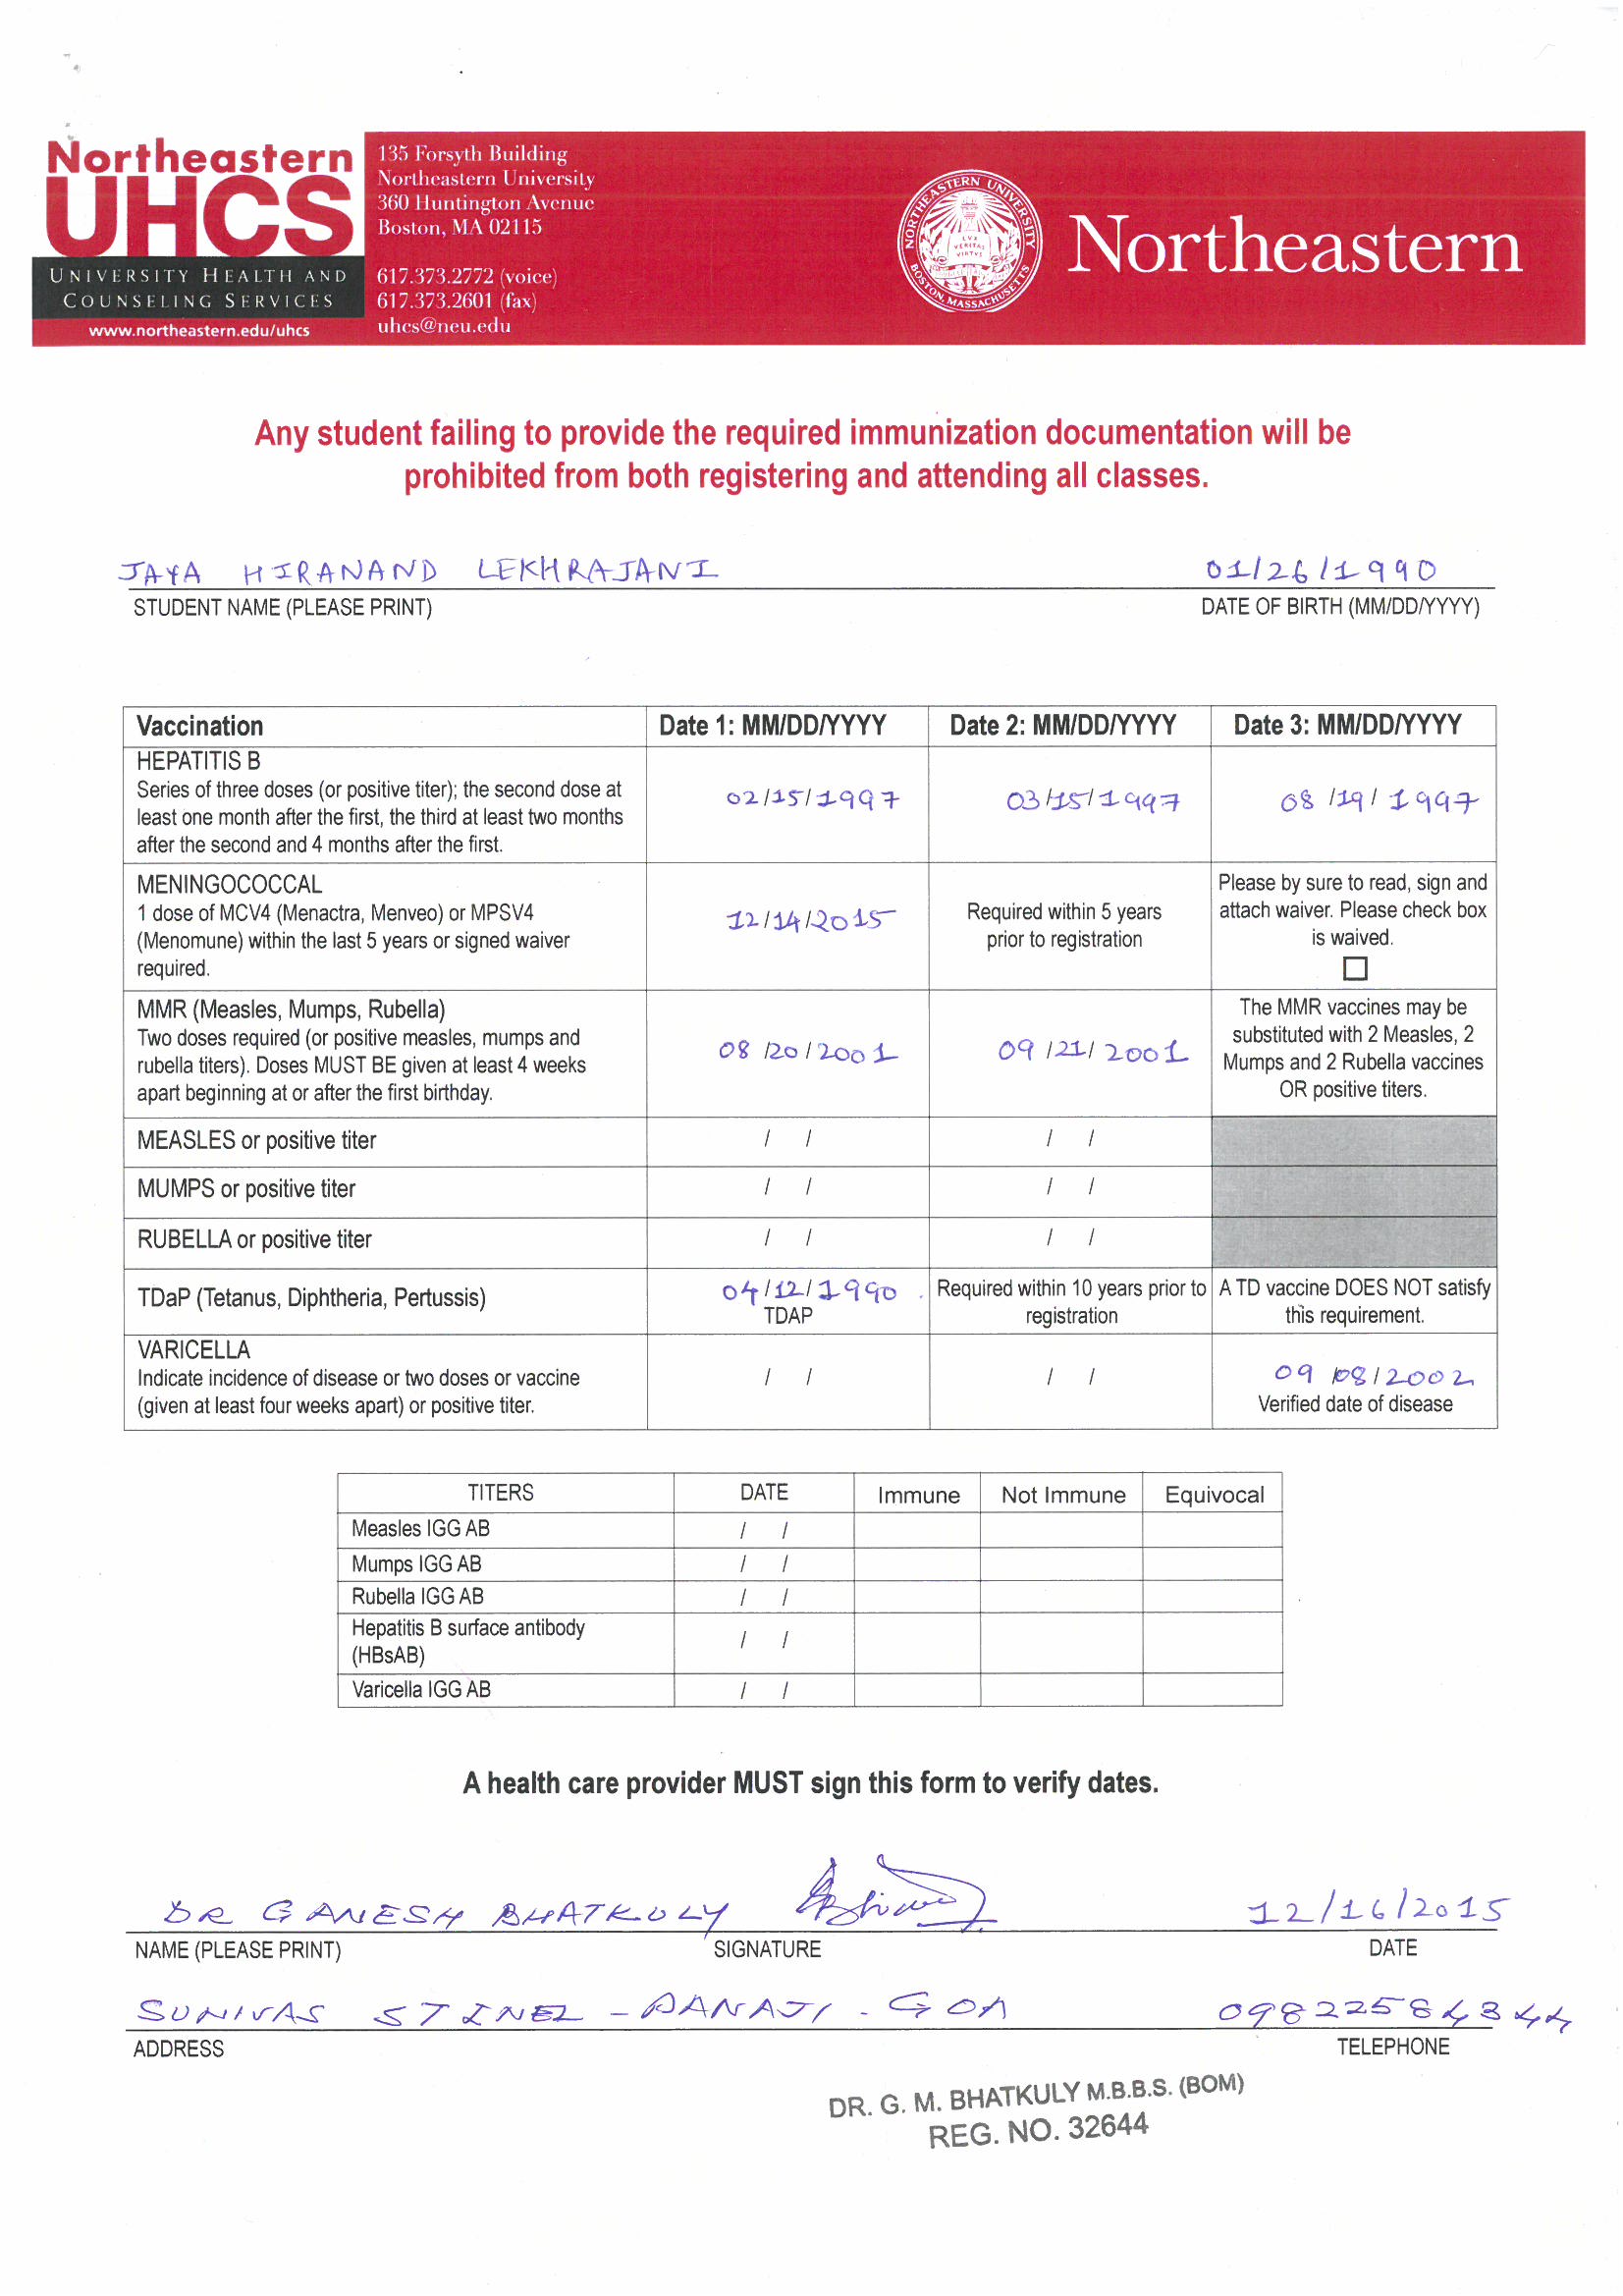 Northeastern
UHCS
UNIVERSITY HEALTH AND
COUNSELING SERVICES
www.northeastern.edu/uhcs
135 Forsyth Building
Northeastern University
360 Huntington Avenue
Boston, MA 02115
617.373.2772 (voice)
617.373.2601 (fax)
uhcs@neu.edu
NORTHEASTERN UNIVERSITY
LVX VERITAS VIRTVS
BOSTON, MASSACHUSETTS
Northeastern
Any student failing to provide the required immunization documentation will be
prohibited from both registering and attending all classes.
JAYA HIRANAND LEKHRAJANI 01/26/1990
STUDENT NAME (PLEASE PRINT) DATE OF BIRTH (MM/DD/YYYY)
Vaccination Date 1: MM/DD/YYYY Date 2: MM/DD/YYYY Date 3: MM/DD/YYYY
HEPATITIS B
Series of three doses (or positive titer); the second dose at
least one month after the first, the third at least two months
after the second and 4 months after the first.
02/15/1997 03/15/1997 08/19/1997
MENINGOCOCCAL
1 dose of MCV4 (Menactra, Menveo) or MPSV4
(Menomune) within the last 5 years or signed waiver
required.
12/14/2015
Required within 5 years
prior to registration
Please by sure to read, sign and
attach waiver. Please check box
is waived.
MMR (Measles, Mumps, Rubella)
Two doses required (or positive measles, mumps and
rubella titers). Doses MUST BE given at least 4 weeks
apart beginning at or after the first birthday.
08/20/2001 09/21/2001
The MMR vaccines may be
substituted with 2 Measles, 2
Mumps and 2 Rubella vaccines
OR positive titers.
MEASLES or positive titer / / / /
MUMPS or positive titer / / / /
RUBELLA or positive titer / / / /
TDaP (Tetanus, Diphtheria, Pertussis)
04/12/1990
TDAP
Required within 10 years prior to
registration
A TD vaccine DOES NOT satisfy
this requirement.
VARICELLA
Indicate incidence of disease or two doses or vaccine
(given at least four weeks apart) or positive titer.
/ / / /
09/08/2002
Verified date of disease
TITERS DATE Immune Not Immune Equivocal
Measles IGG AB / /
Mumps IGG AB / /
Rubella IGG AB / /
Hepatitis B surface antibody
(HBsAB) / /
Varicella IGG AB / /
A health care provider MUST sign this form to verify dates.
DR GANESH BHATKULY 12/16/2015
NAME (PLEASE PRINT) SIGNATURE DATE
PANAJI - GOA 09822584344
ADDRESS TELEPHONE
DR. G. M. BHATKULY M.B.B.S. (BOM)
REG. NO. 32644